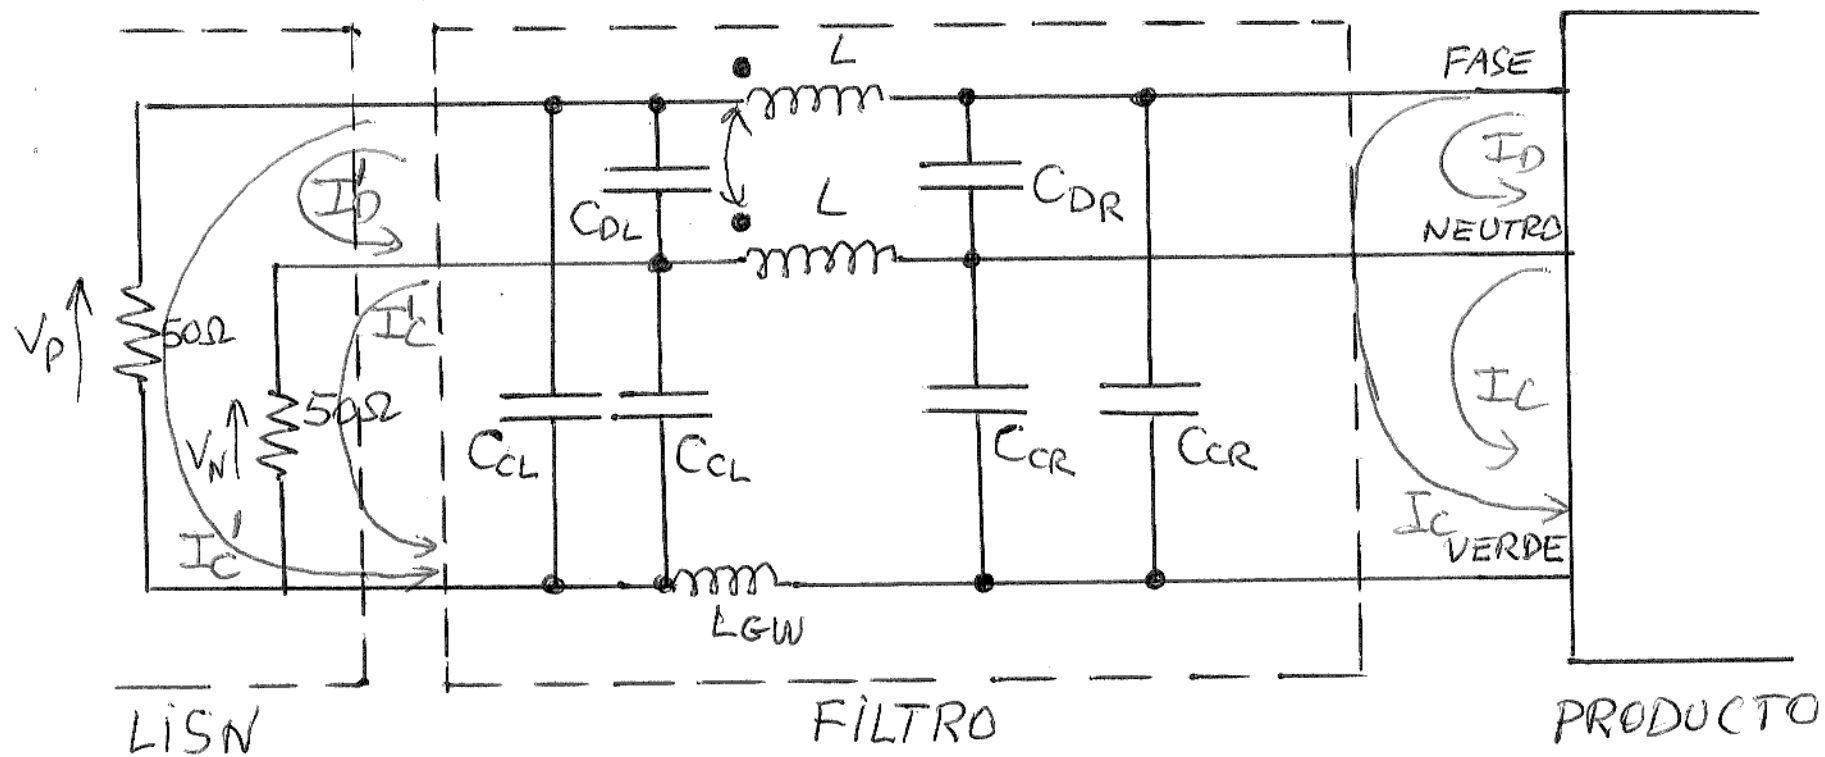 L
FASE
I'D
CDL
L
CDR
ID
NEUTRO
VP
50Ω
I'C
VN
50Ω
CCL
CCL
CCR
CCR
IC
I'C
IC
VERDE
LGW
LISN
FILTRO
PRODUCTO